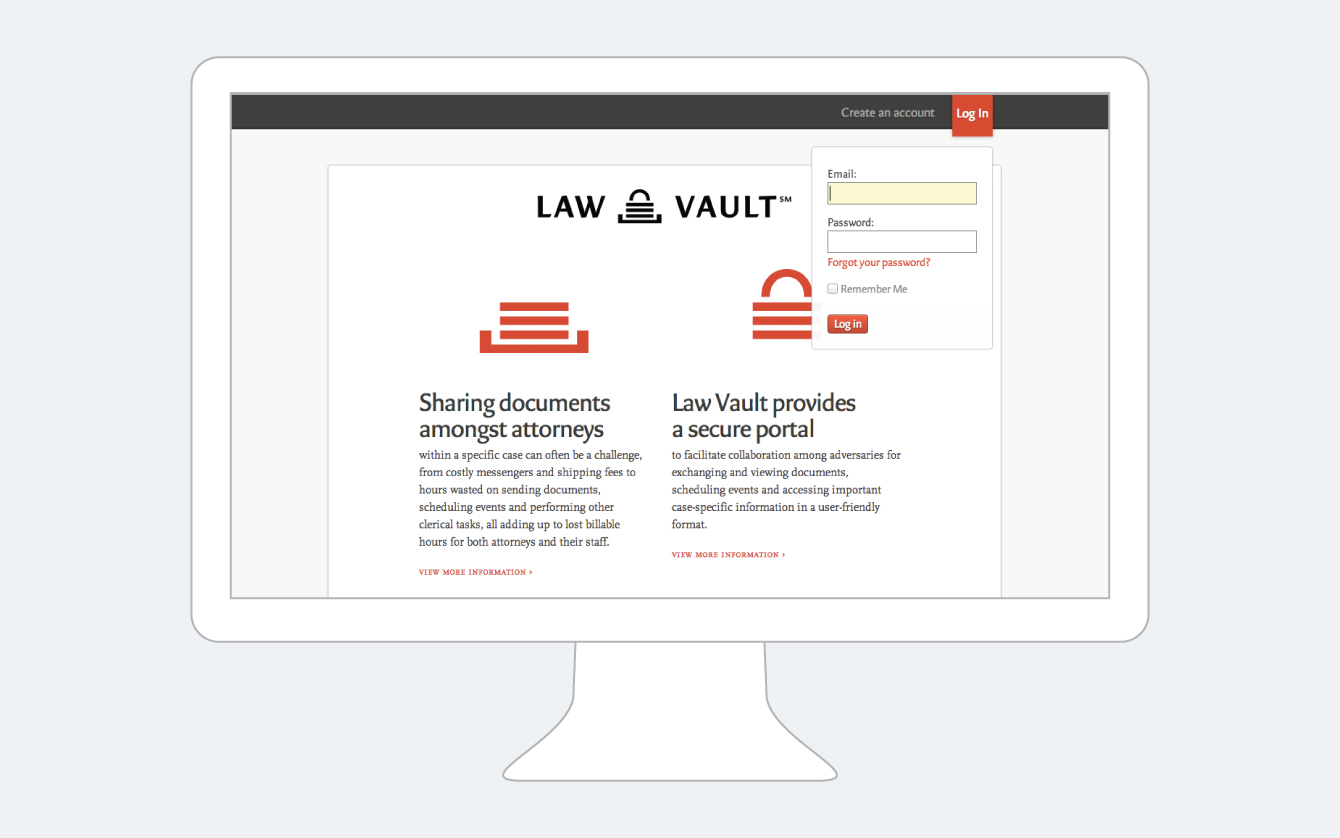 Create an account
Log In
Email:
Password:
Forgot your password?
Remember Me
Log in
LAW VAULT℠
Sharing documents
amongst attorneys
within a specific case can often be a challenge,
from costly messengers and shipping fees to
hours wasted on sending documents,
scheduling events and performing other
clerical tasks, all adding up to lost billable
hours for both attorneys and their staff.
VIEW MORE INFORMATION ›
Law Vault provides
a secure portal
to facilitate collaboration among adversaries for
exchanging and viewing documents,
scheduling events and accessing important
case-specific information in a user-friendly
format.
VIEW MORE INFORMATION ›